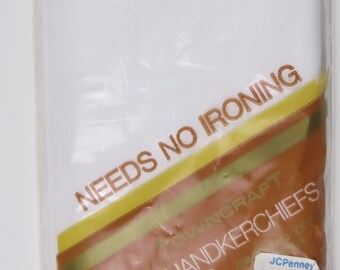 NEEDS NO IRONING
TOWNCRAFT
HANDKERCHIEFS
JCPenney